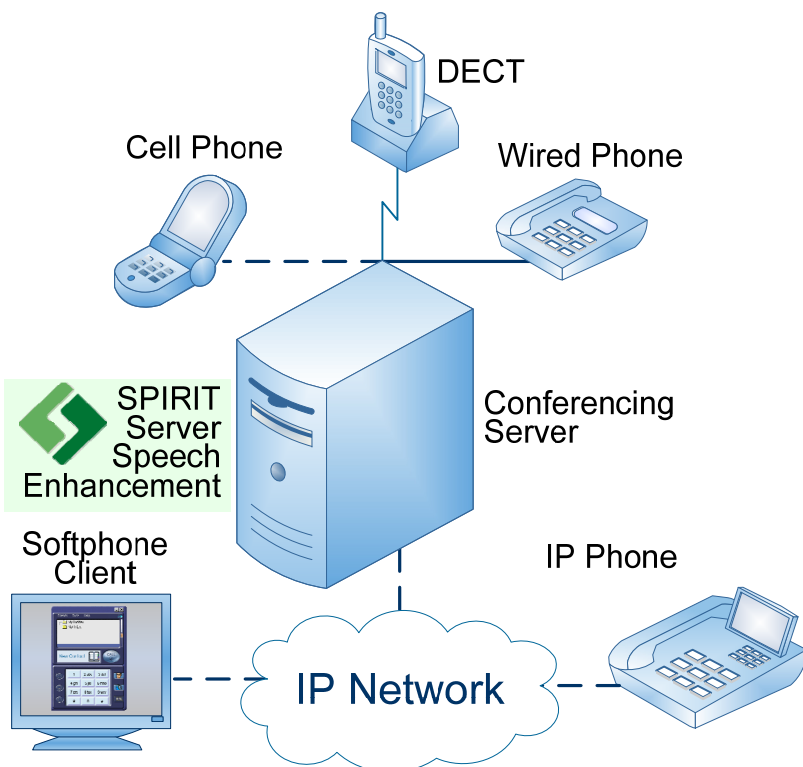 DECT
Cell Phone
Wired Phone
SPIRIT
Server
Speech
Enhancement
Conferencing
Server
Softphone
Client
IP Phone
IP Network